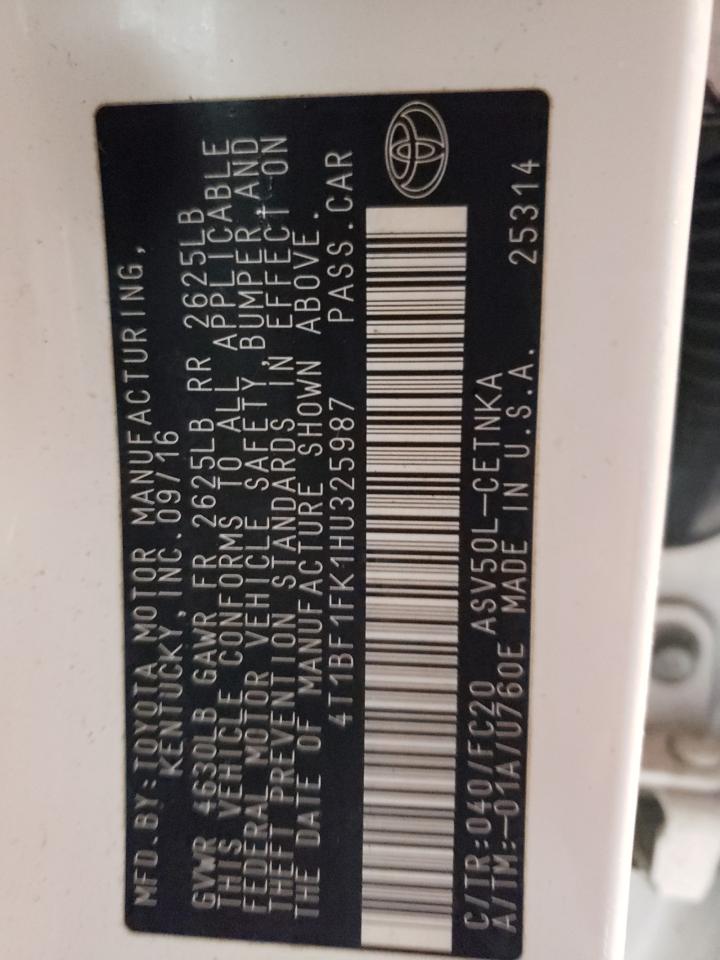 MFD.BY:TOYOTA MOTOR MANUFACTURING,
KENTUCKY,INC.09/16
GVWR 4630LB GAWR FR 2625LB RR 2625LB
THIS VEHICLE CONFORMS TO ALL APPLICABLE
FEDERAL MOTOR VEHICLE SAFETY,BUMPER,AND
THEFT PREVENTION STANDARDS IN EFFECT ON
THE DATE OF MANUFACTURE SHOWN ABOVE.
4T1BF1FK1HU325987 PASS.CAR
C/TR:040/FC20 ASV50L-CETNKA
A/TM:-01A/U760E MADE IN U.S.A. 25314